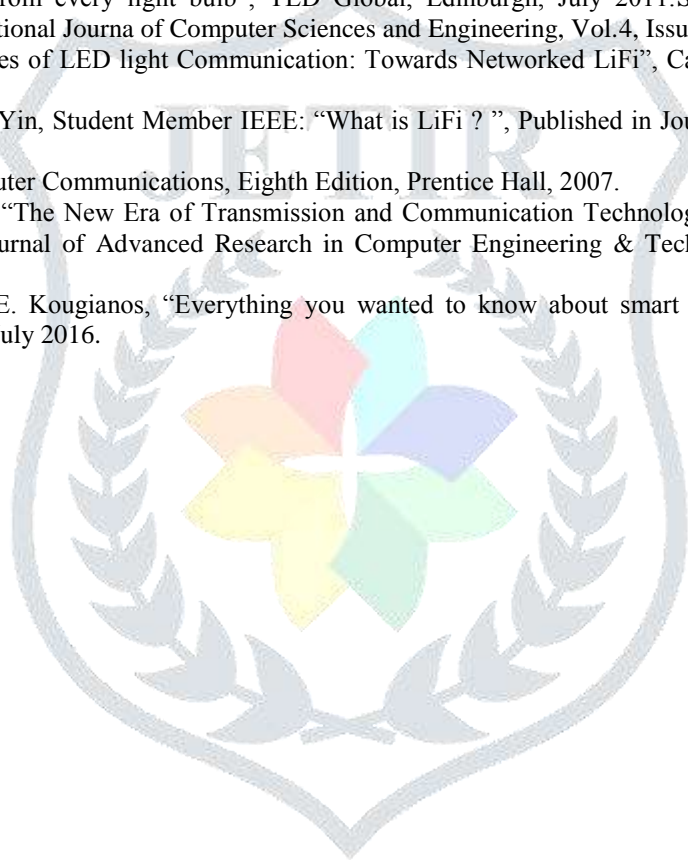 from every light bulb", TED Global, Edinburgh, July 2011.S
tional Journa of Computer Sciences and Engineering, Vol.4, Issu
es of LED light Communication: Towards Networked LiFi", Ca
Yin, Student Member IEEE: “What is LiFi ? ”, Published in Jou
uter Communications, Eighth Edition, Prentice Hall, 2007.
“The New Era of Transmission and Communication Technolog
urnal of Advanced Research in Computer Engineering & Tech
E. Kougianos, “Everything you wanted to know about smart
uly 2016.
JETIR